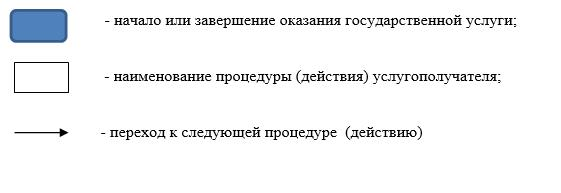 - начало или завершение оказания государственной услуги;
- наименование процедуры (действия) услугополучателя;
- переход к следующей процедуре (действию)